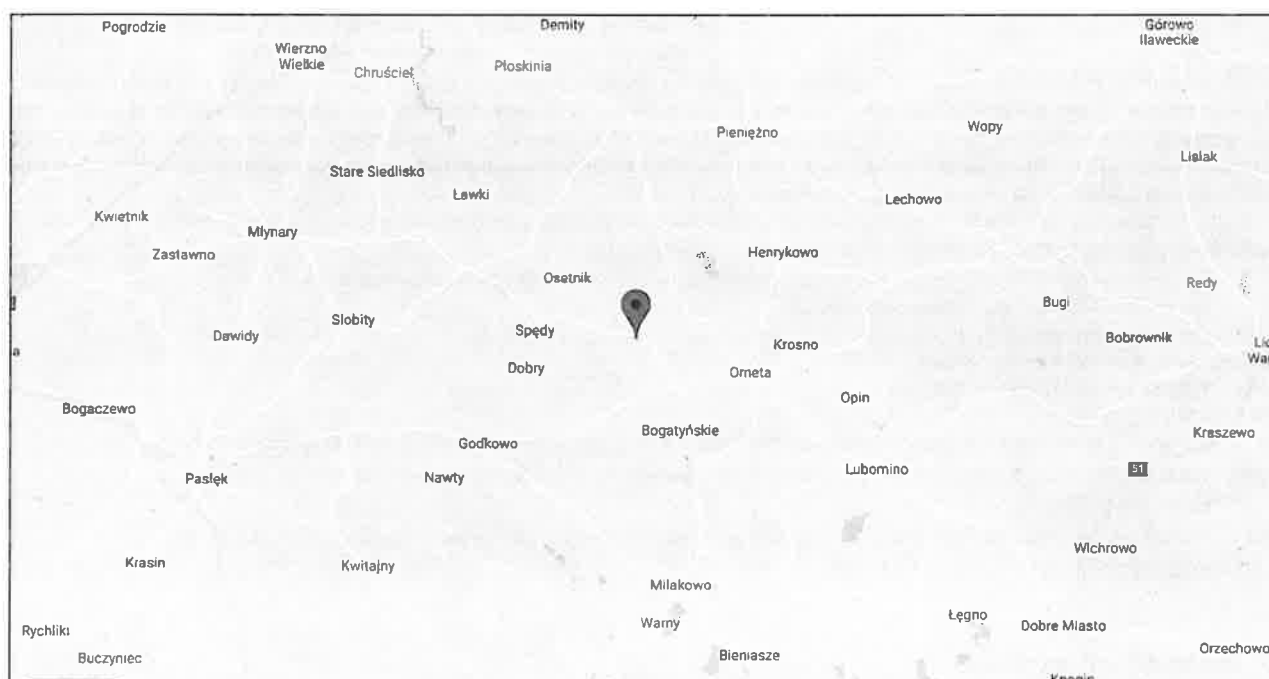 Pogrodzie
Demity
Górowo
Iławeckie
Wierzno
Wielkie
Chruściel
Płoskinia
Pieniężno
Wopy
Lisiak
Stare Siedlisko
Ławki
Lechowo
Kwietnik
Młynary
Zastawno
Henrykowo
Osetnik
Redy
Bugi
Słobity
Spędy
Dawidy
Krosno
Bobrownik
a
Dobry
Orneta
Opin
Bogaczewo
Bogatyńskie
Kraszewo
Godkowo
Pasłęk
Nawty
Lubomino
51
Wichrowo
Krasin
Kwitajny
Miłakowo
Warny
Łęgno
Dobre Miasto
Rychliki
Buczyniec
Bieniasze
Orzechowo